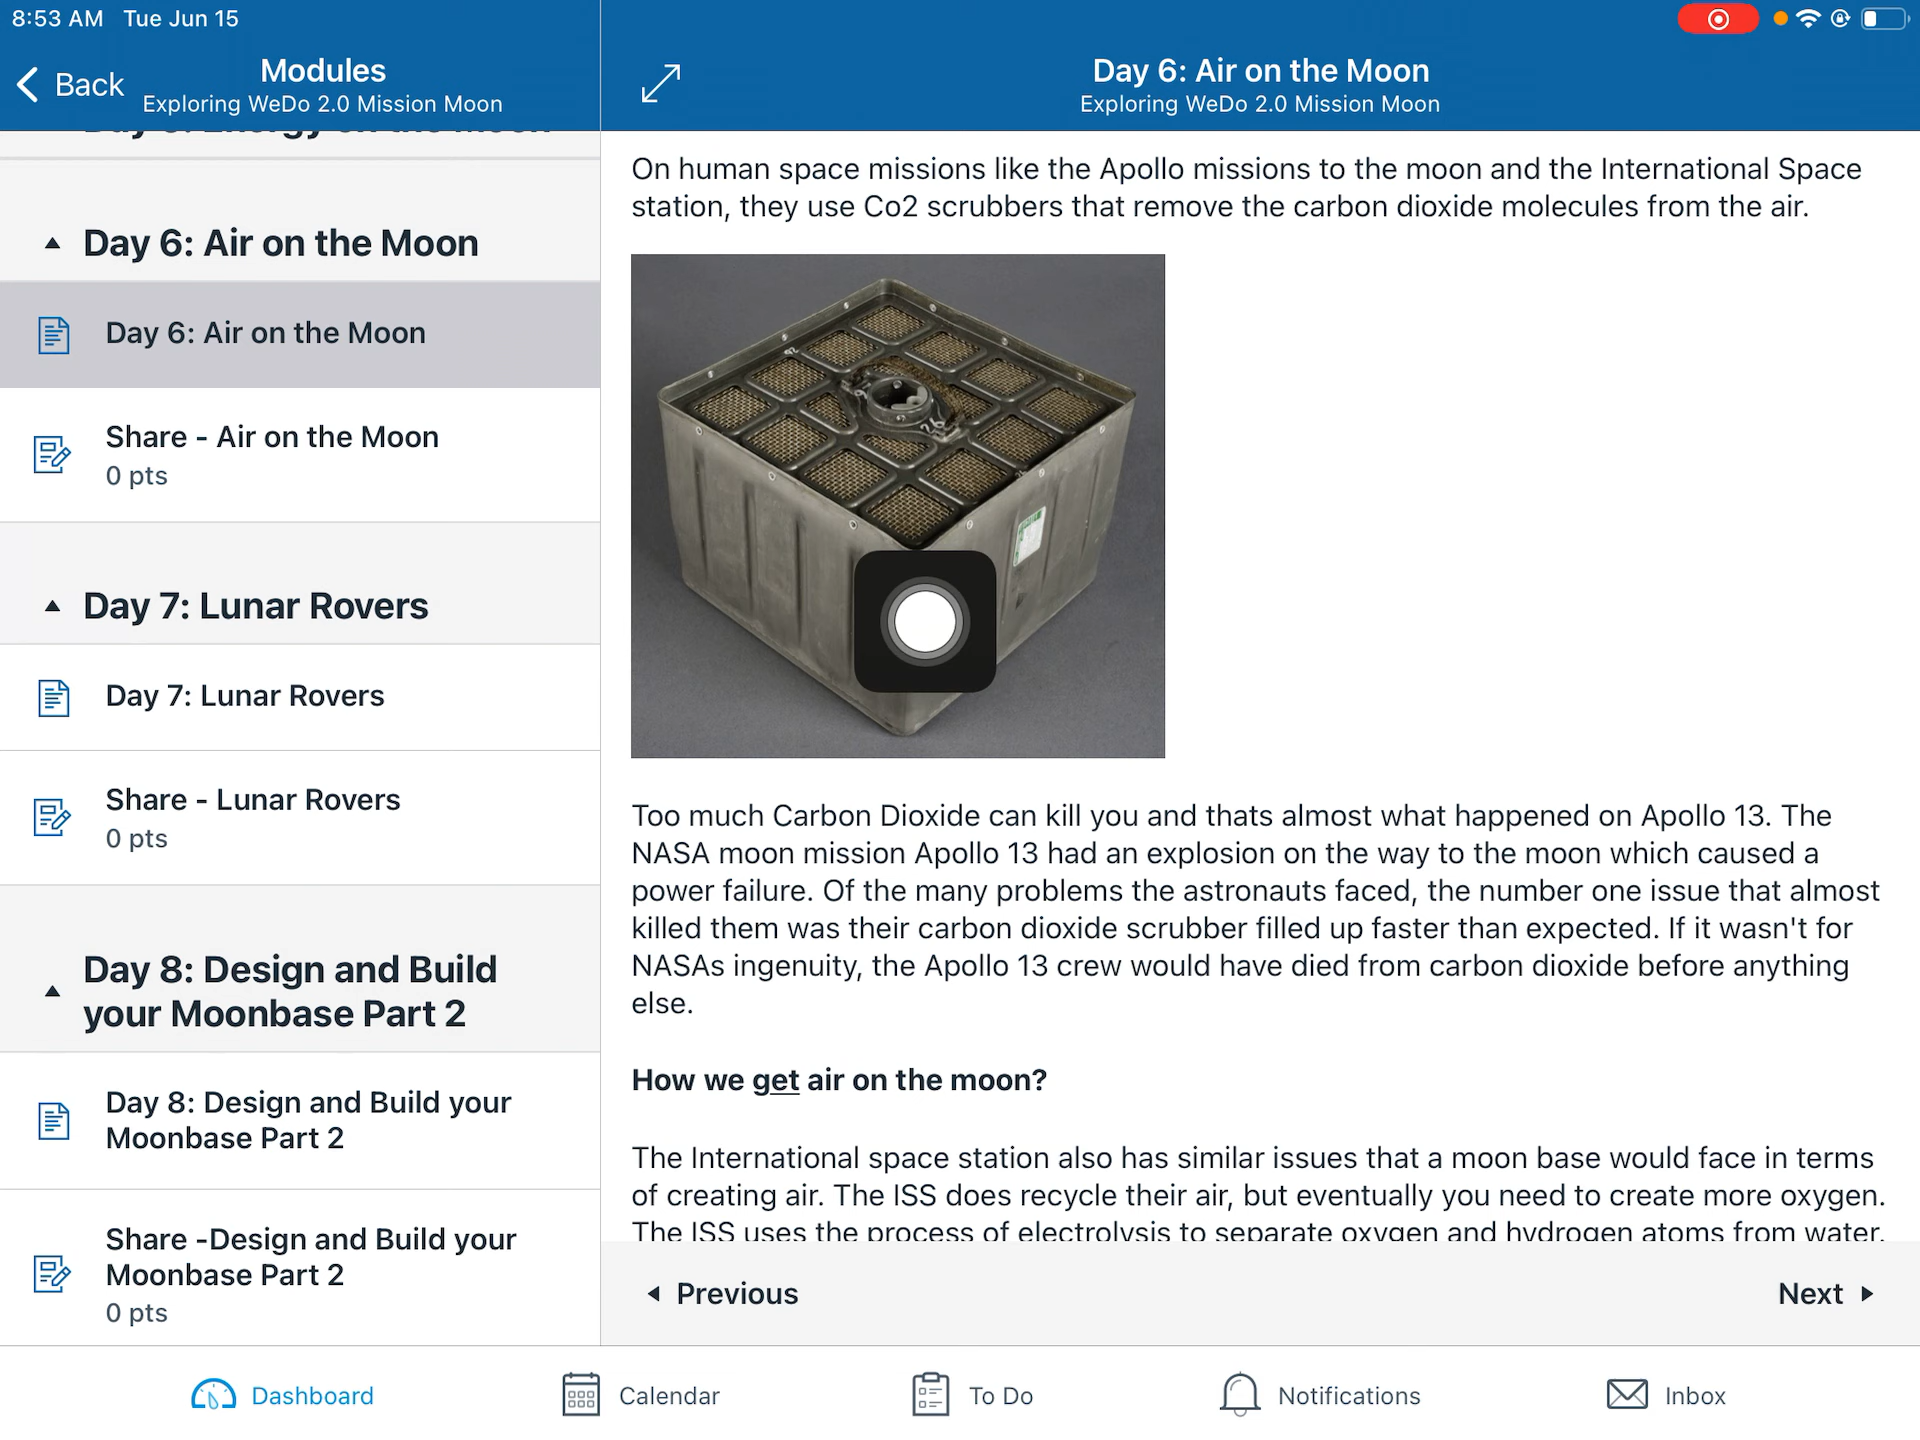 8:53 AM Tue Jun 15
Back
Modules
Exploring WeDo 2.0 Mission Moon
Day 6: Air on the Moon
Day 6: Air on the Moon
Share - Air on the Moon
0 pts
Day 7: Lunar Rovers
Day 7: Lunar Rovers
Share - Lunar Rovers
0 pts
Day 8: Design and Build
your Moonbase Part 2
Day 8: Design and Build your
Moonbase Part 2
Share -Design and Build your
Moonbase Part 2
0 pts
Day 6: Air on the Moon
Exploring WeDo 2.0 Mission Moon
On human space missions like the Apollo missions to the moon and the International Space
station, they use Co2 scrubbers that remove the carbon dioxide molecules from the air.
Too much Carbon Dioxide can kill you and thats almost what happened on Apollo 13. The
NASA moon mission Apollo 13 had an explosion on the way to the moon which caused a
power failure. Of the many problems the astronauts faced, the number one issue that almost
killed them was their carbon dioxide scrubber filled up faster than expected. If it wasn't for
NASAs ingenuity, the Apollo 13 crew would have died from carbon dioxide before anything
else.
How we get air on the moon?
The International space station also has similar issues that a moon base would face in terms
of creating air. The ISS does recycle their air, but eventually you need to create more oxygen.
The ISS uses the process of electrolysis to separate oxygen and hydrogen atoms from water.
Previous
Next
Dashboard
Calendar
To Do
Notifications
Inbox